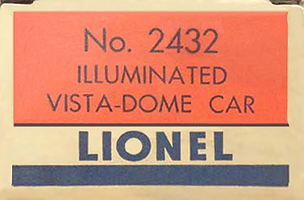 No. 2432
ILLUMINATED
VISTA-DOME CAR
LIONEL